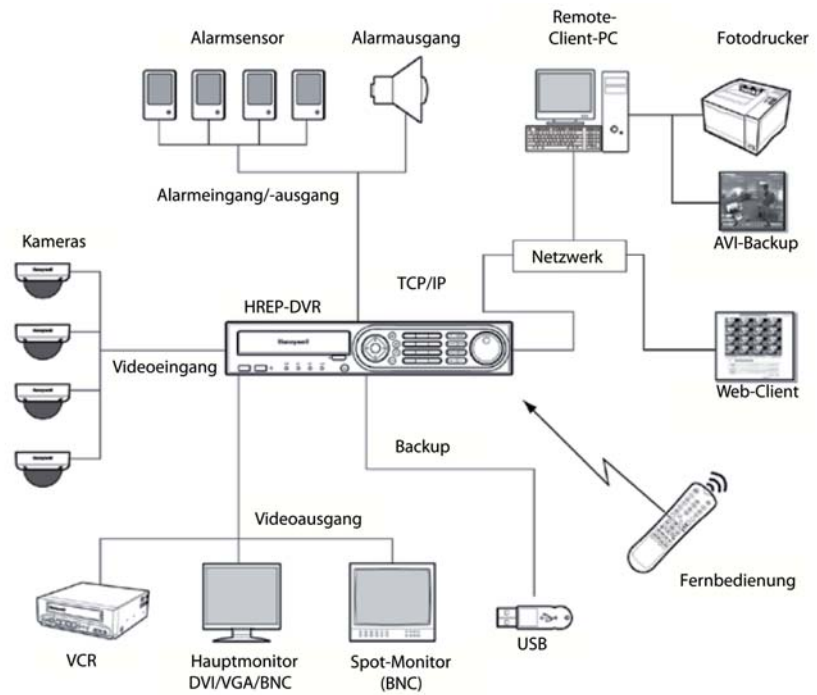 Remote-
Client-PC
Alarmsensor
Alarmausgang
Fotodrucker
Alarmeingang/-ausgang
AVI-Backup
Kameras
Netzwerk
TCP/IP
HREP-DVR
Honeywell
Videoeingang
Web-Client
Backup
Videoausgang
Fernbedienung
VCR
Hauptmonitor
DVI/VGA/BNC
Spot-Monitor
(BNC)
USB